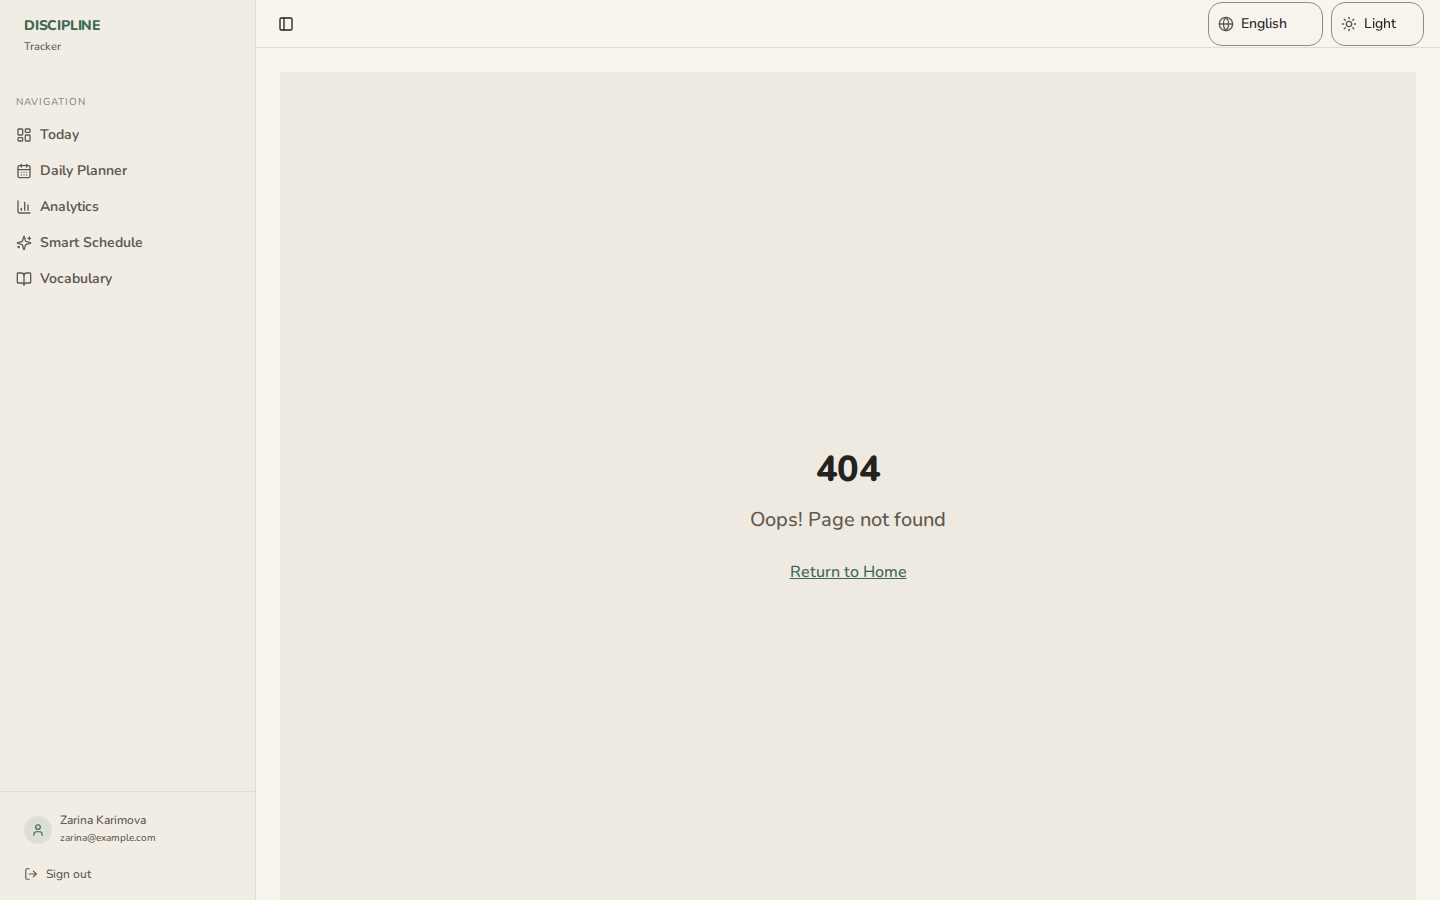 DISCIPLINE
Tracker
English
Light
NAVIGATION
Today
Daily Planner
Analytics
Smart Schedule
Vocabulary
404
Oops! Page not found
Return to Home
Zarina Karimova
zarina@example.com
Sign out